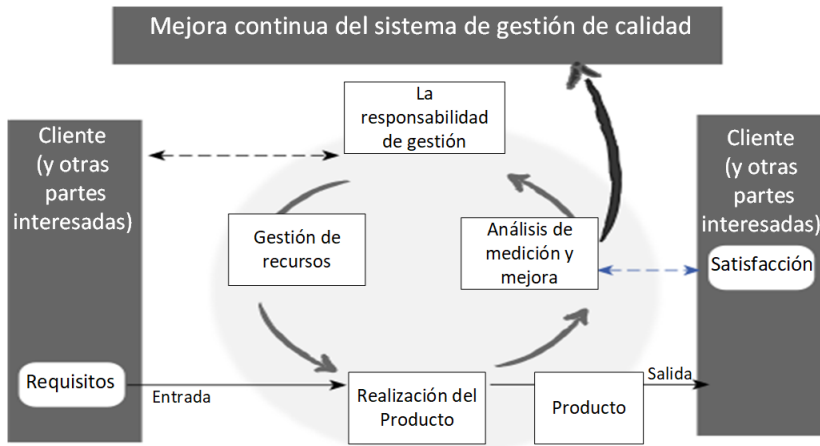 Mejora continua del sistema de gestión de calidad
La
responsabilidad
de gestión
Cliente
(y otras
partes
interesadas)
Cliente
(y otras
partes
interesadas)
Gestión de
recursos
Análisis de
medición y
mejora
Satisfacción
Requisitos
Entrada
Realización del
Producto
Producto
Salida